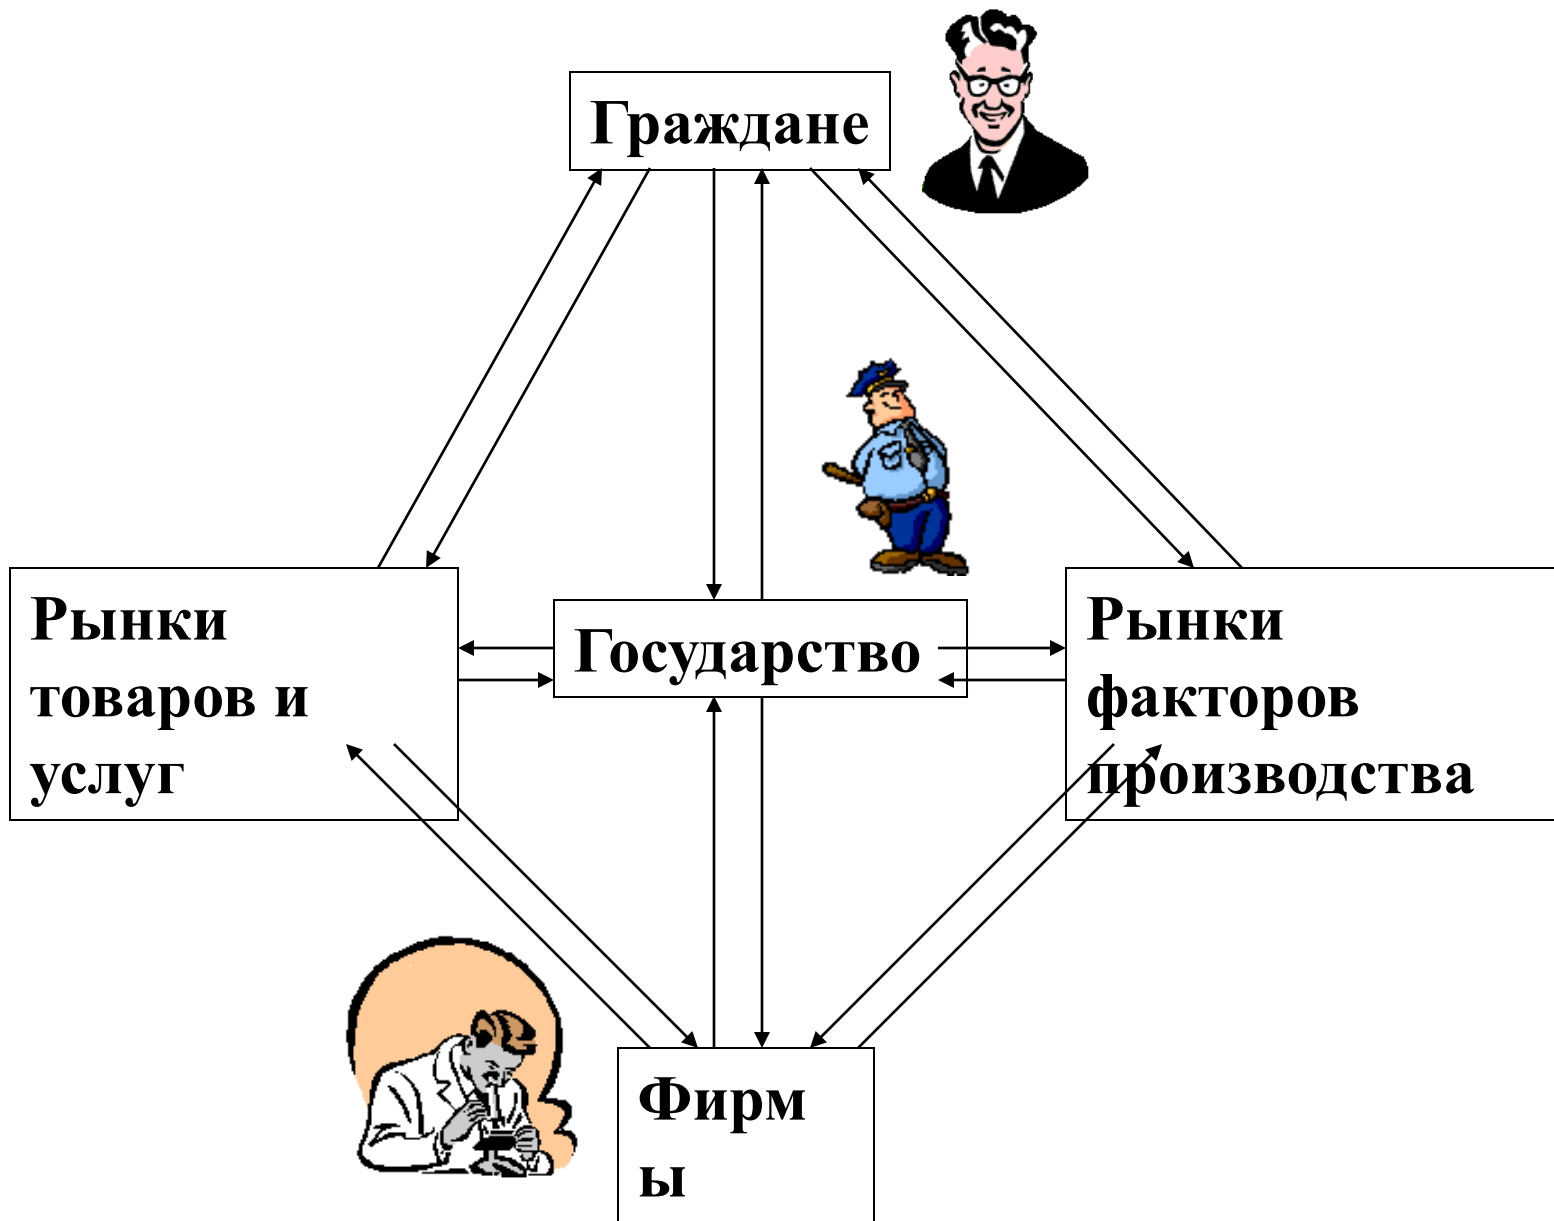 Граждане
Рынки
товаров и
услуг
Государство
Рынки
факторов
производства
Фирм
ы